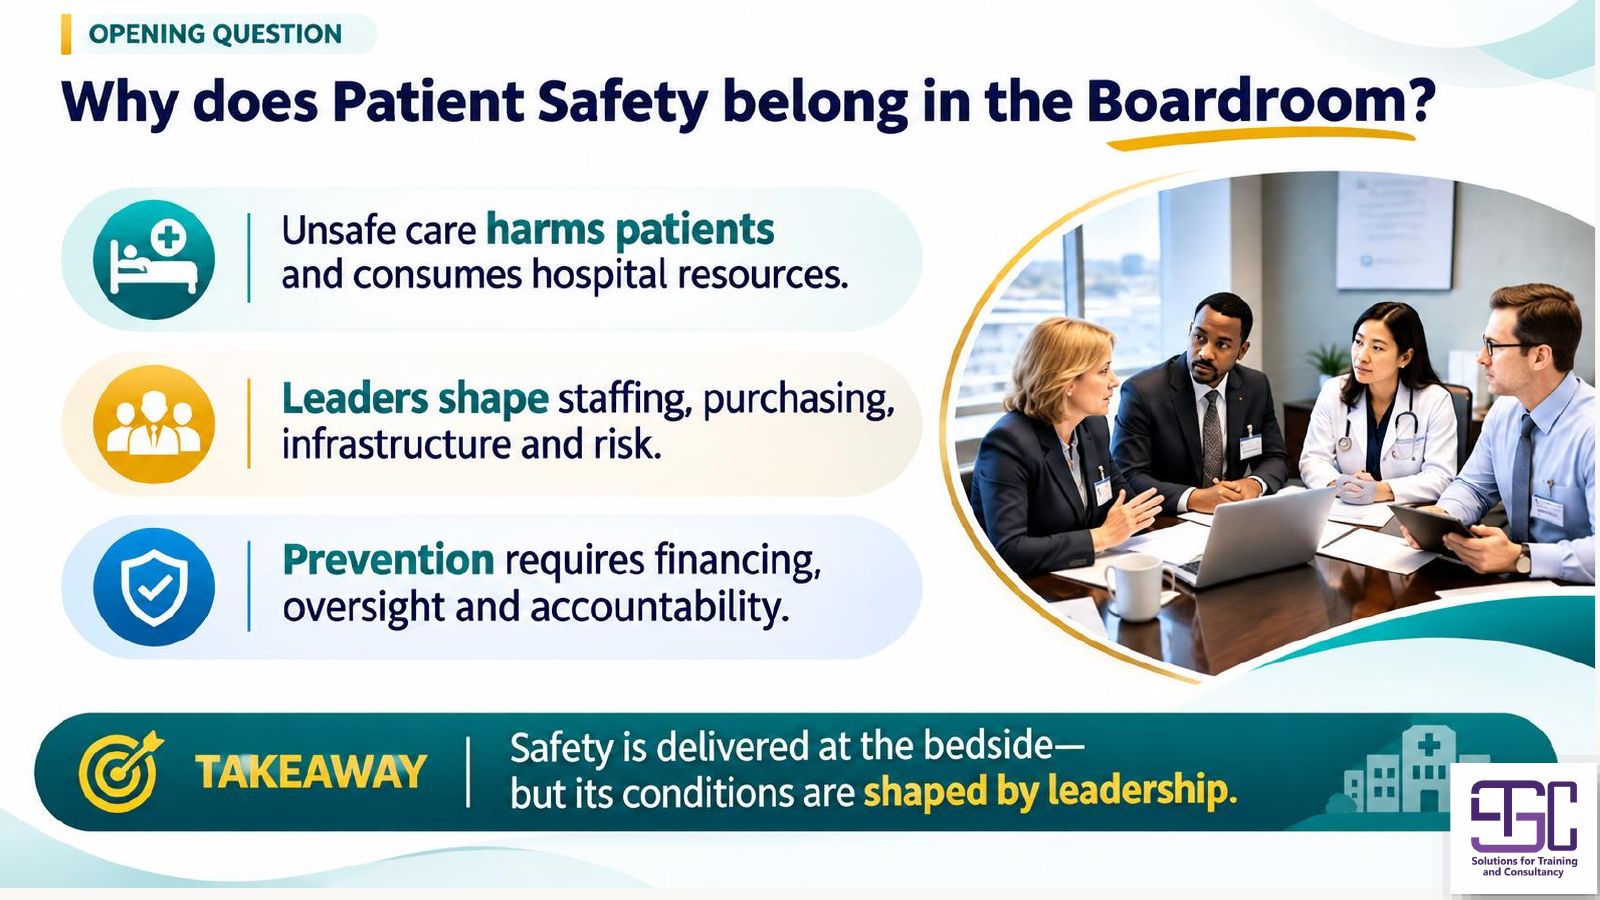 OPENING QUESTION
Why does Patient Safety belong in the Boardroom?
Unsafe care harms patients
and consumes hospital resources.
Leaders shape staffing, purchasing,
infrastructure and risk.
Prevention requires financing,
oversight and accountability.
TAKEAWAY
Safety is delivered at the bedside—
but its conditions are shaped by leadership.
STSC
Solutions for Training
and Consultancy